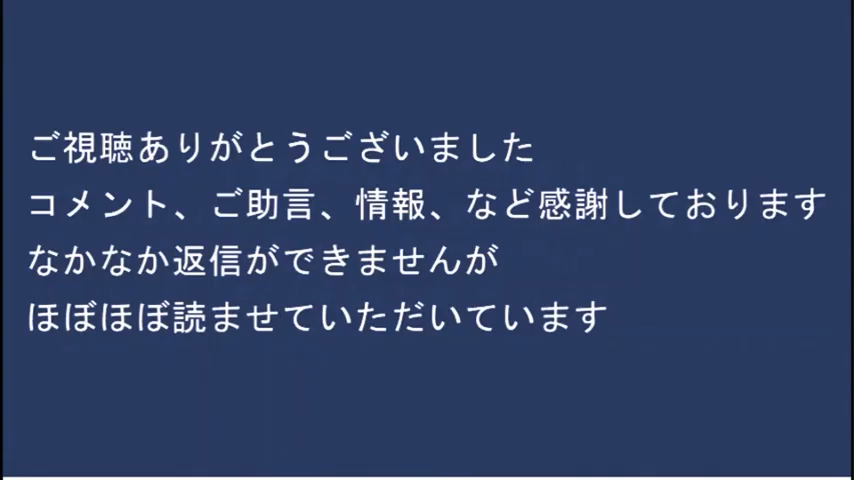 ご視聴ありがとうございました
コメント、ご助言、情報、など感謝しております
なかなか返信ができませんが
ほぼほぼ読ませていただいています